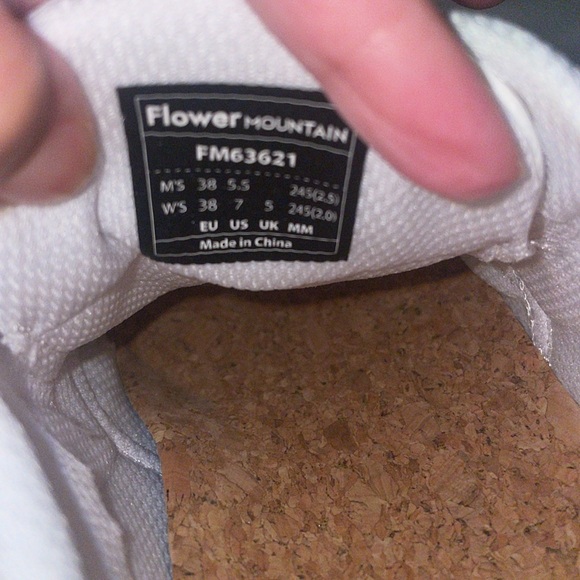 Flower MOUNTAIN
FM63621
M'S 38 5.5 245(2.5)
W'S 38 7 5 245(2.0)
EU US UK MM
Made in China